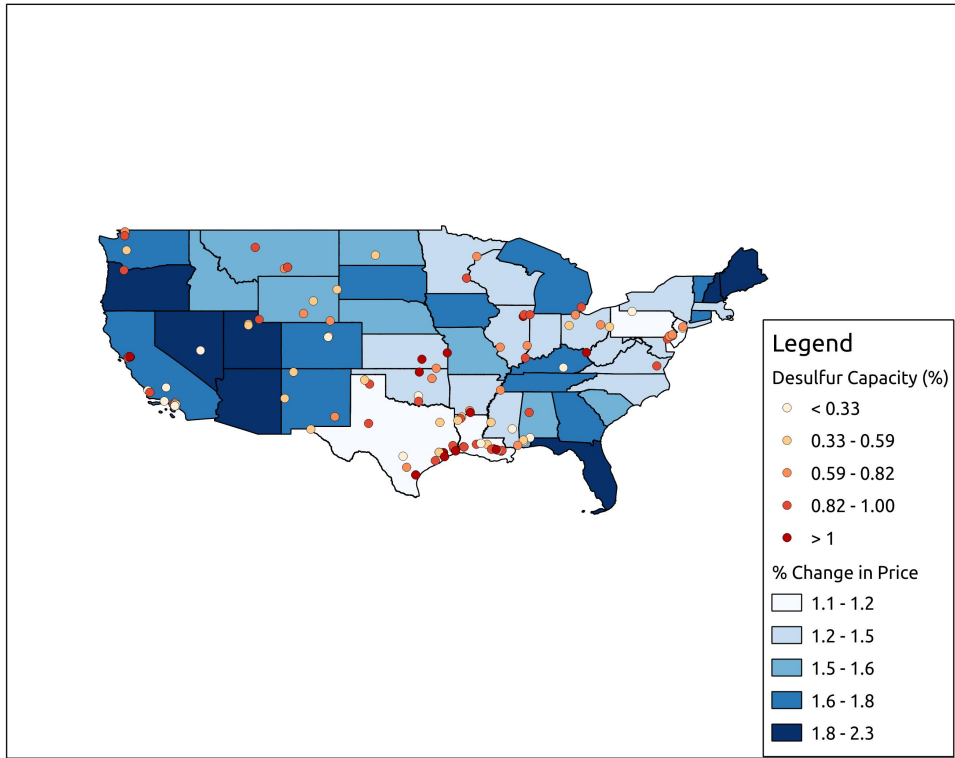 Legend
Desulfur Capacity (%)
< 0.33
0.33 - 0.59
0.59 - 0.82
0.82 - 1.00
> 1
% Change in Price
1.1 - 1.2
1.2 - 1.5
1.5 - 1.6
1.6 - 1.8
1.8 - 2.3